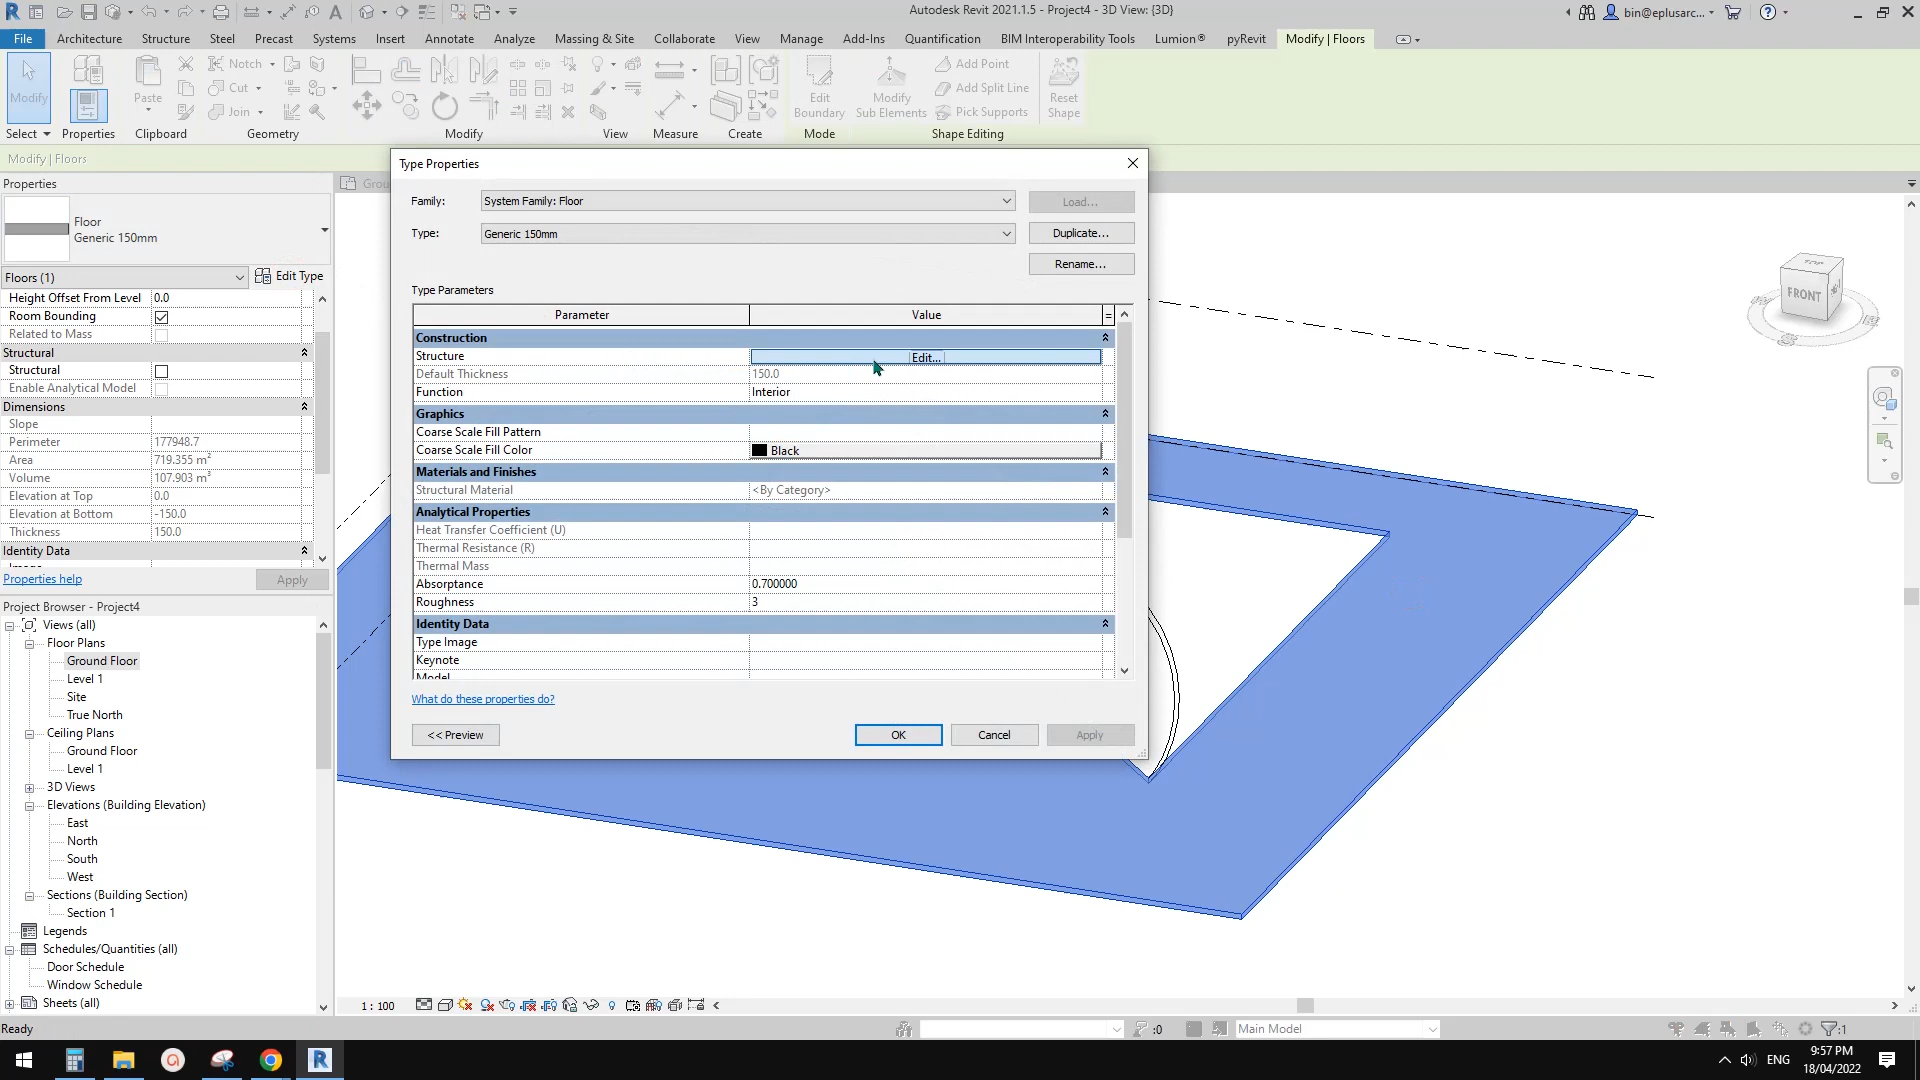 Autodesk Revit 2021.1.5 - Project4 - 3D View: {3D}
bin@eplusarc...
File Architecture Structure Steel Precast Systems Insert Annotate Analyze Massing & Site Collaborate View Manage Add-Ins Quantification BIM Interoperability Tools Lumion® pyRevit Modify | Floors
Modify
Paste
Notch
Cut
Join
Edit Boundary
Modify Sub Elements
Add Point
Add Split Line
Pick Supports
Reset Shape
Select Properties Clipboard Geometry Modify View Measure Create Mode Shape Editing
Modify | Floors
Properties
Floor
Generic 150mm
Floors (1) Edit Type
Height Offset From Level 0.0
Room Bounding
Related to Mass
Structural
Structural
Enable Analytical Model
Dimensions
Slope
Perimeter 177948.7
Area 719.355 m²
Volume 107.903 m³
Elevation at Top 0.0
Elevation at Bottom -150.0
Thickness 150.0
Identity Data
Properties help Apply
Project Browser - Project4
Views (all)
Floor Plans
Ground Floor
Level 1
Site
True North
Ceiling Plans
Ground Floor
Level 1
3D Views
Elevations (Building Elevation)
East
North
South
West
Sections (Building Section)
Section 1
Legends
Schedules/Quantities (all)
Door Schedule
Window Schedule
Sheets (all)
Grou
Type Properties
Family: System Family: Floor Load...
Type: Generic 150mm Duplicate...
Rename...
Type Parameters
Parameter Value =
Construction
Structure Edit...
Default Thickness 150.0
Function Interior
Graphics
Coarse Scale Fill Pattern
Coarse Scale Fill Color Black
Materials and Finishes
Structural Material <By Category>
Analytical Properties
Heat Transfer Coefficient (U)
Thermal Resistance (R)
Thermal Mass
Absorptance 0.700000
Roughness 3
Identity Data
Type Image
Keynote
Model
What do these properties do?
<< Preview OK Cancel Apply
TOP
FRONT
1 : 100
Ready
:0
Main Model
:1
ENG
9:57 PM
18/04/2022